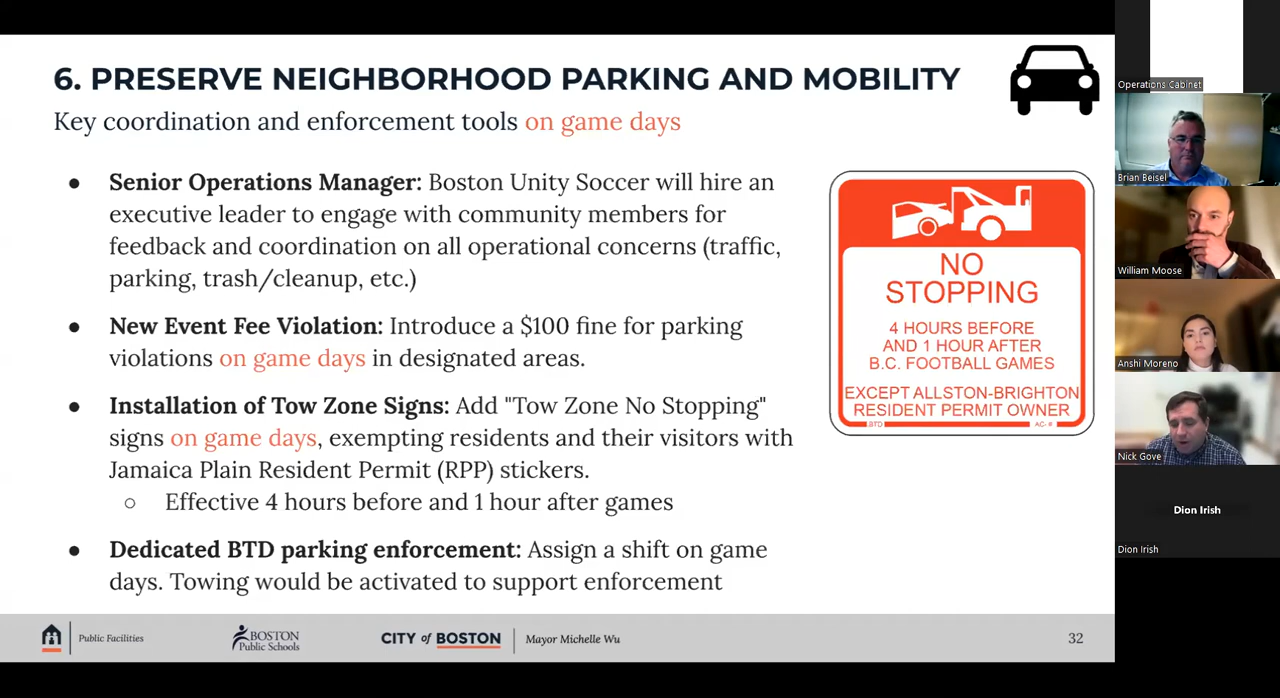 6. PRESERVE NEIGHBORHOOD PARKING AND MOBILITY
Key coordination and enforcement tools on game days
● Senior Operations Manager: Boston Unity Soccer will hire an
executive leader to engage with community members for
feedback and coordination on all operational concerns (traffic,
parking, trash/cleanup, etc.)
● New Event Fee Violation: Introduce a $100 fine for parking
violations on game days in designated areas.
● Installation of Tow Zone Signs: Add "Tow Zone No Stopping"
signs on game days, exempting residents and their visitors with
Jamaica Plain Resident Permit (RPP) stickers.
○ Effective 4 hours before and 1 hour after games
● Dedicated BTD parking enforcement: Assign a shift on game
days. Towing would be activated to support enforcement
NO
STOPPING
4 HOURS BEFORE
AND 1 HOUR AFTER
B.C. FOOTBALL GAMES
EXCEPT ALLSTON-BRIGHTON
RESIDENT PERMIT OWNER
BTD AC-#
Public Facilities
BOSTON
Public Schools
CITY of BOSTON
Mayor Michelle Wu
32
Operations Cabinet
Brian Beisel
William Moose
Anshi Moreno
Nick Gove
Dion Irish
Dion Irish